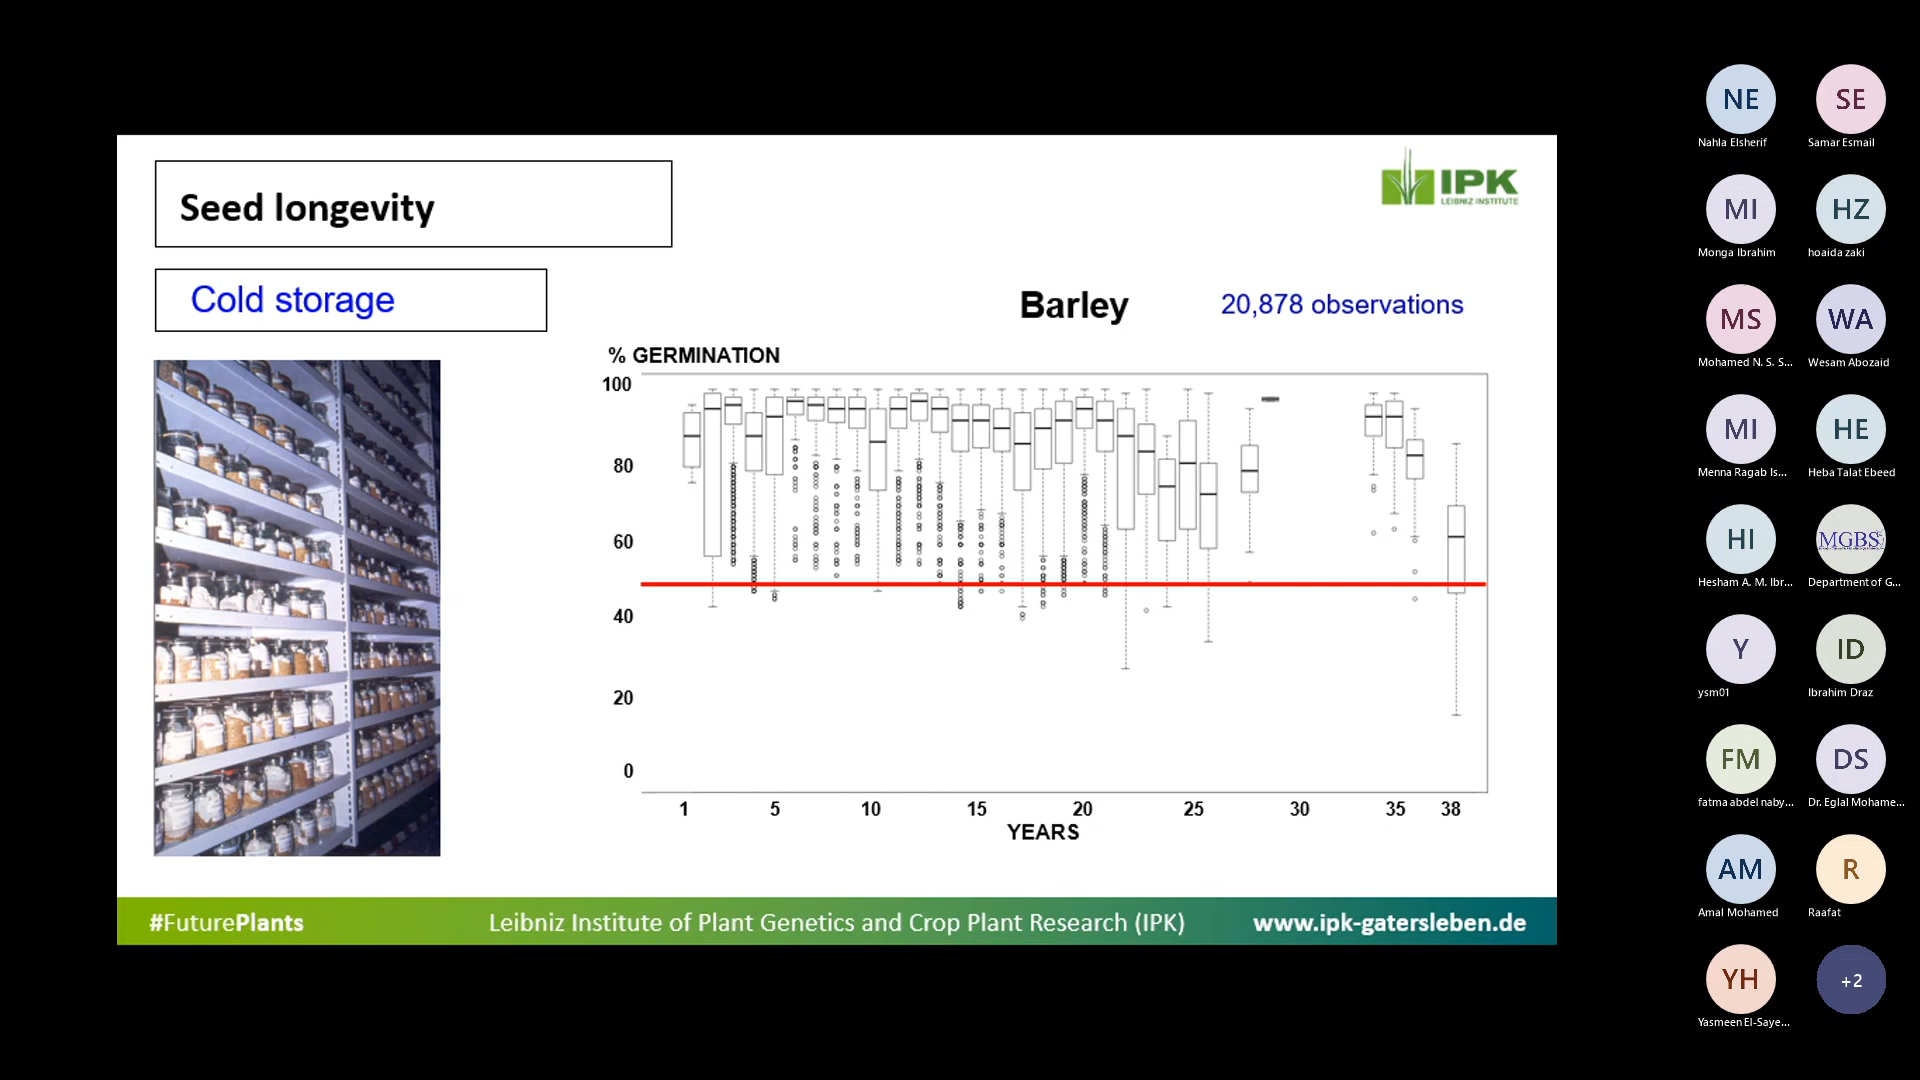 Seed longevity
IPK
LEIBNIZ INSTITUTE
Cold storage
Barley
20,878 observations
% GERMINATION
100
80
60
40
20
0
1 5 10 15 20 25 30 35 38
YEARS
#FuturePlants
Leibniz Institute of Plant Genetics and Crop Plant Research (IPK)
www.ipk-gatersleben.de
NE
Nahla Elsherif
SE
Samar Esmail
MI
Monga Ibrahim
HZ
hoaida zaki
MS
Mohamed N. S. S...
WA
Wesam Abozaid
MI
Menna Ragab Is...
HE
Heba Talat Ebeed
HI
Hesham A. M. Ibr...
MGBS
Department of G...
Y
ysm01
ID
Ibrahim Draz
FM
fatma abdel naby...
DS
Dr. Eglal Mohame...
AM
Amal Mohamed
R
Raafat
YH
Yasmeen El-Saye...
+2